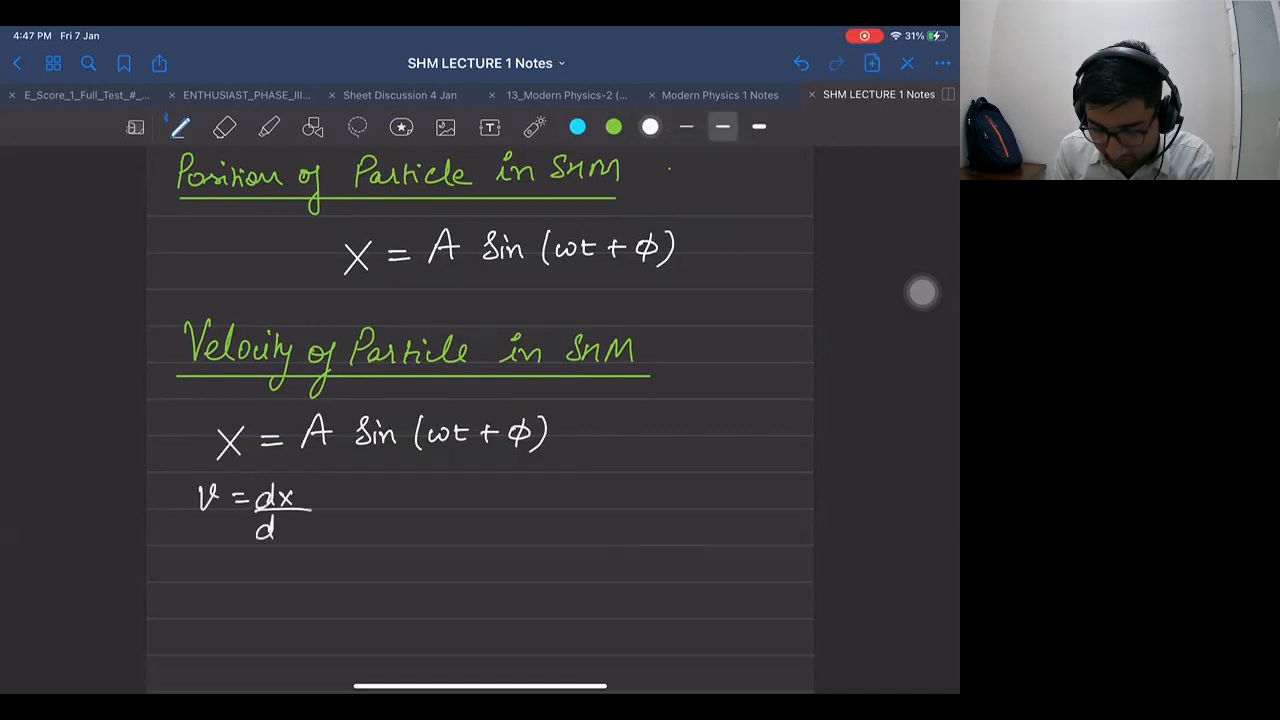 4:47 PM Fri 7 Jan
31%
SHM LECTURE 1 Notes
E_Score_1_Full_Test_#_...
ENTHUSIAST_PHASE_III...
Sheet Discussion 4 Jan
13_Modern Physics-2 (...
Modern Physics 1 Notes
SHM LECTURE 1 Notes
Position of Particle in SHM
X = A sin (ωt + φ)
Velocity of Particle in SHM
X = A sin (ωt + φ)
v = dx
d